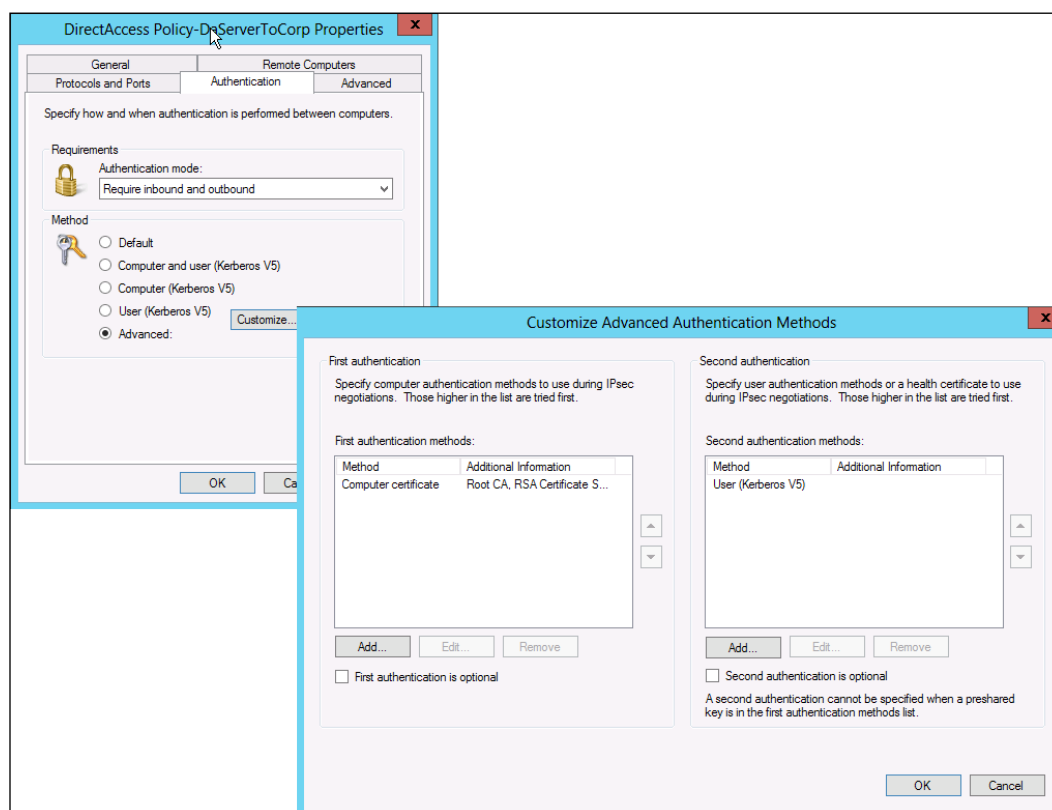 DirectAccess Policy-DaServerToCorp Properties
x
General
Remote Computers
Protocols and Ports
Authentication
Advanced
Specify how and when authentication is performed between computers.
Requirements
Authentication mode:
Require inbound and outbound
Method
Default
Computer and user (Kerberos V5)
Computer (Kerberos V5)
User (Kerberos V5)
Advanced:
Customize...
OK
Ca
Customize Advanced Authentication Methods
x
First authentication
Specify computer authentication methods to use during IPsec
negotiations. Those higher in the list are tried first.
First authentication methods:
Method Additional Information
Computer certificate Root CA, RSA Certificate S...
Add... Edit... Remove
First authentication is optional
Second authentication
Specify user authentication methods or a health certificate to use
during IPsec negotiations. Those higher in the list are tried first.
Second authentication methods:
Method Additional Information
User (Kerberos V5)
Add... Edit... Remove
Second authentication is optional
A second authentication cannot be specified when a preshared
key is in the first authentication methods list.
OK Cancel